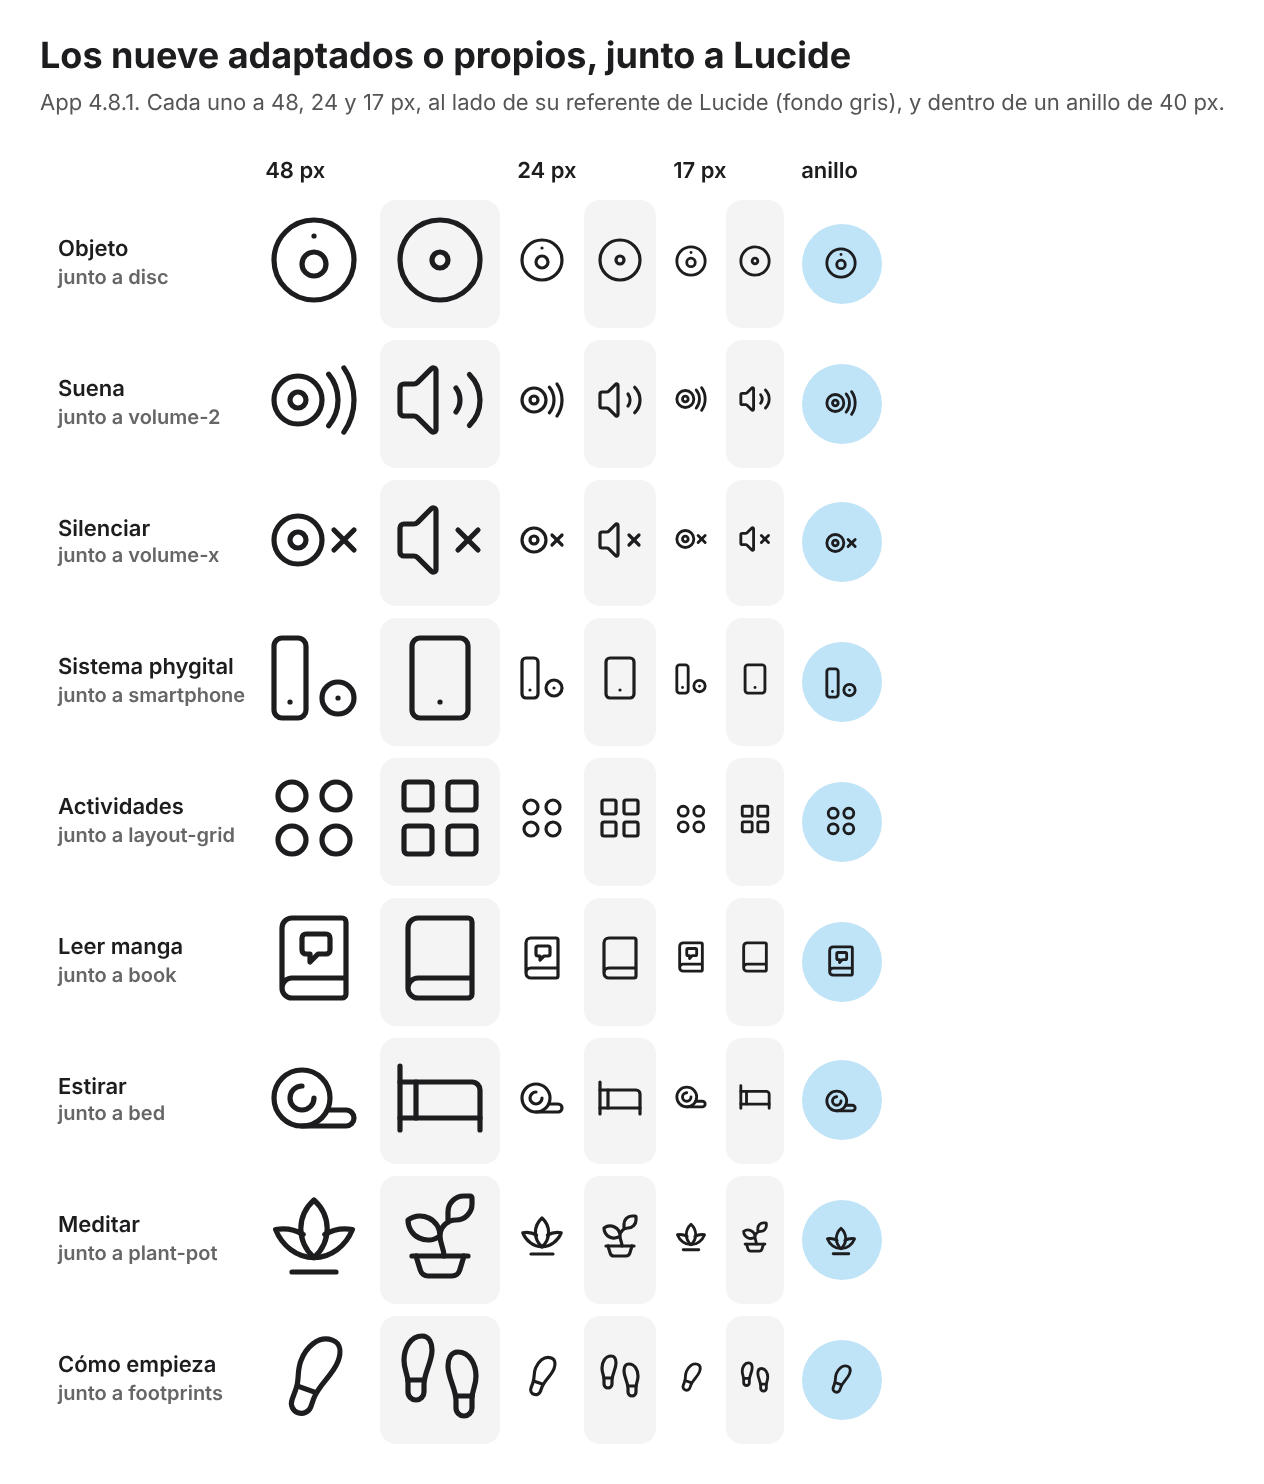 Los nueve adaptados o propios, junto a Lucide
App 4.8.1. Cada uno a 48, 24 y 17 px, al lado de su referente de Lucide (fondo gris), y dentro de un anillo de 40 px.
48 px 24 px 17 px anillo
Objeto
junto a disc
Suena
junto a volume-2
Silenciar
junto a volume-x
Sistema phygital
junto a smartphone
Actividades
junto a layout-grid
Leer manga
junto a book
Estirar
junto a bed
Meditar
junto a plant-pot
Cómo empieza
junto a footprints